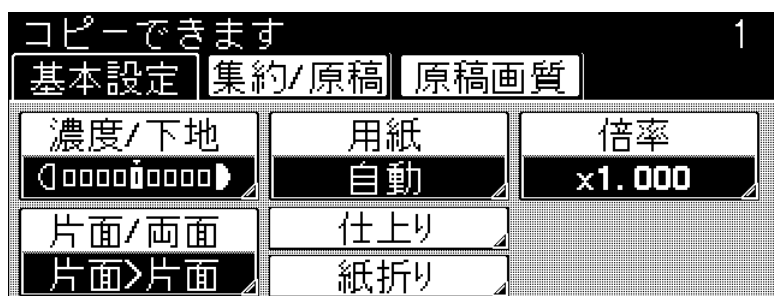 コピーできます 1
基本設定 集約/原稿 原稿画質
濃度/下地 用紙 倍率
自動 x1.000
片面/両面 仕上り
片面>片面 紙折り